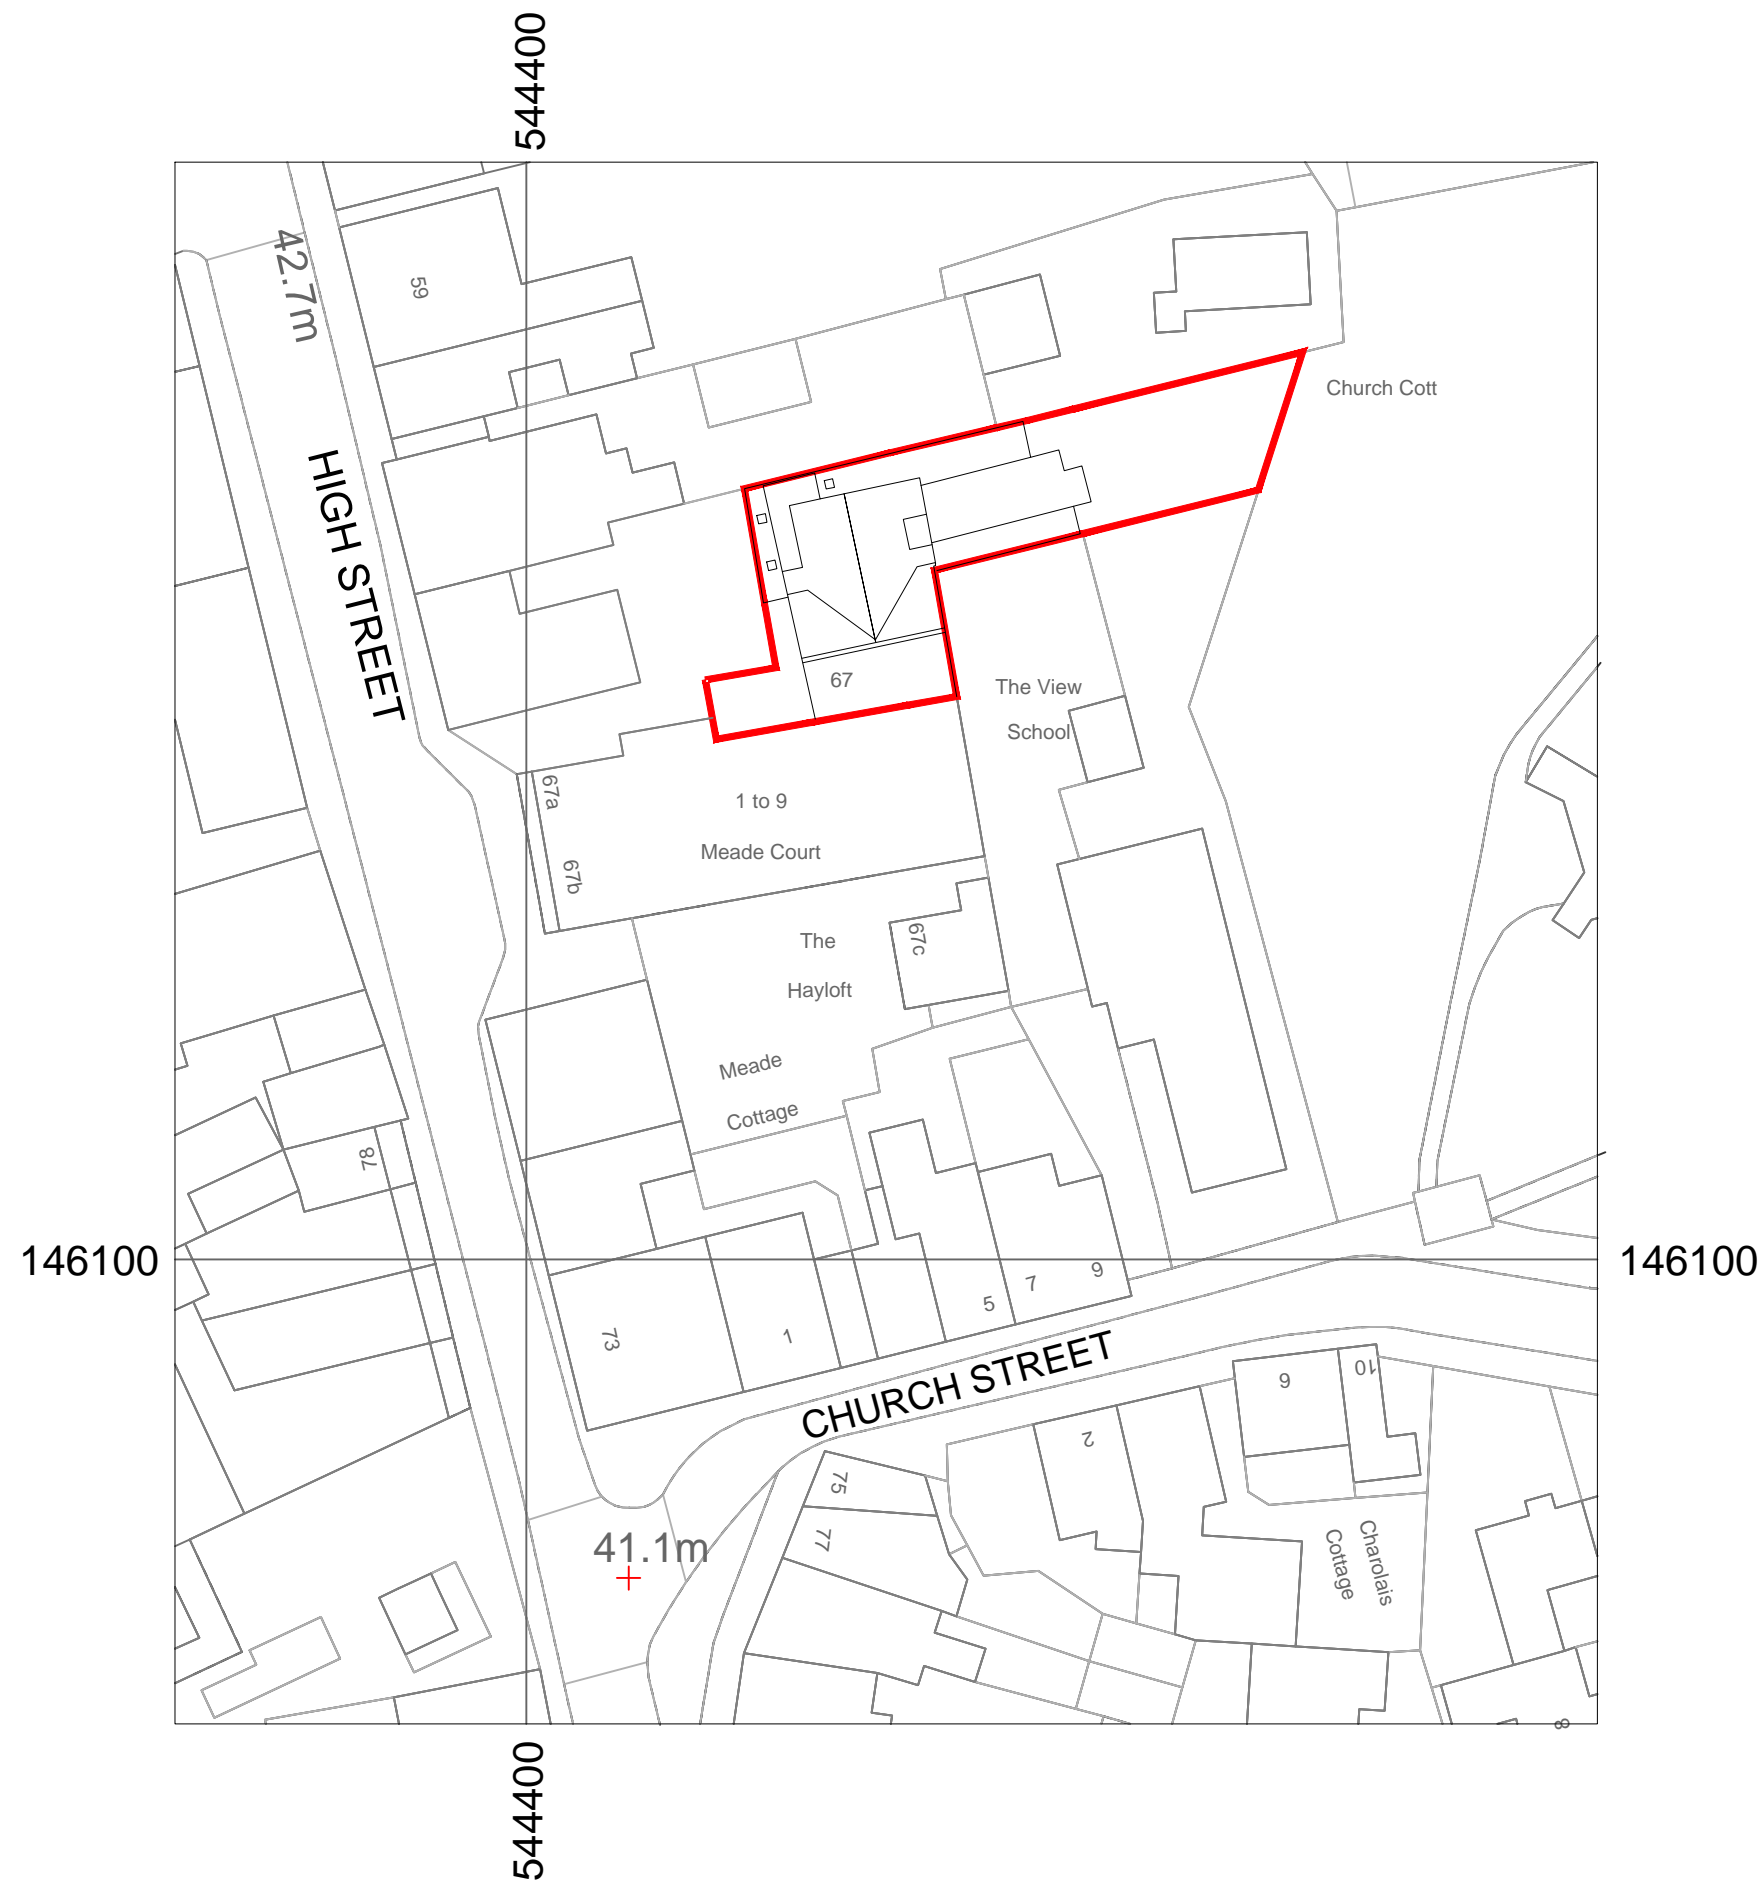 544400
42.7m
59
Church Cott
HIGH STREET
67
The View
School
67a
1 to 9
Meade Court
67b
The
67c
Hayloft
Meade
Cottage
78
146100
146100
9
7
5
1
73
CHURCH STREET
10
6
2
75
77
41.1m
Charolais
Cottage
8
544400